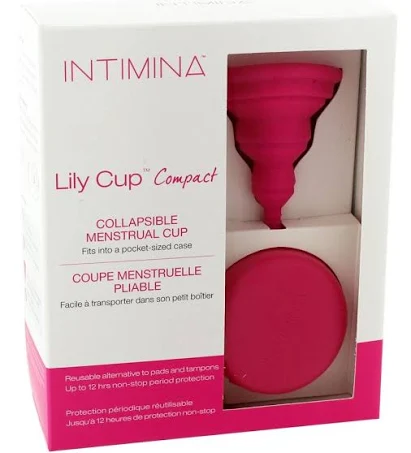 INTIMINA™
Lily Cup™ Compact
COLLAPSIBLE
MENSTRUAL CUP
Fits into a pocket-sized case
COUPE MENSTRUELLE
PLIABLE
Facile à transporter dans son petit boîtier
Reusable alternative to pads and tampons
Up to 12 hrs non-stop period protection
Protection périodique réutilisable
Jusqu'à 12 heures de protection non-stop